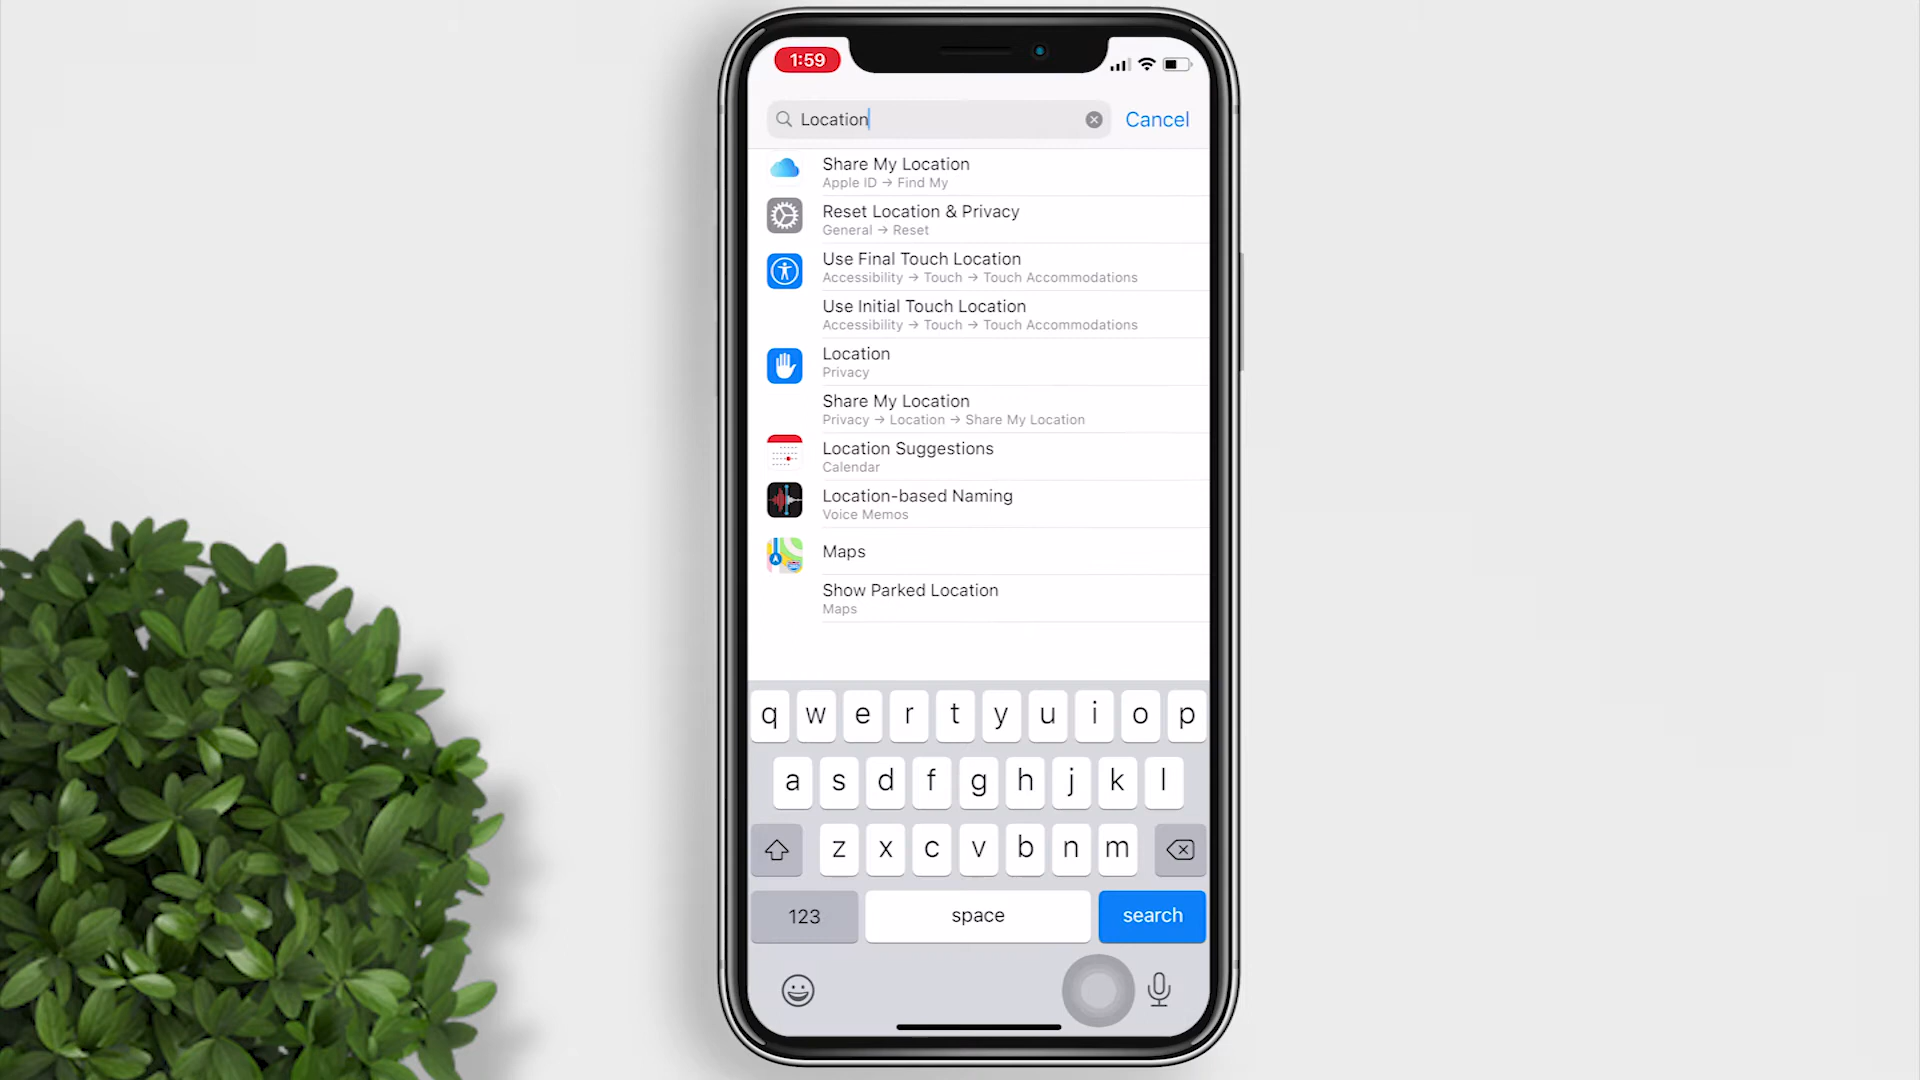 1:59
Location
Cancel
Share My Location
Apple ID → Find My
Reset Location & Privacy
General → Reset
Use Final Touch Location
Accessibility → Touch → Touch Accommodations
Use Initial Touch Location
Accessibility → Touch → Touch Accommodations
Location
Privacy
Share My Location
Privacy → Location → Share My Location
Location Suggestions
Calendar
Location-based Naming
Voice Memos
Maps
Show Parked Location
Maps
q w e r t y u i o p
a s d f g h j k l
z x c v b n m
123 space search